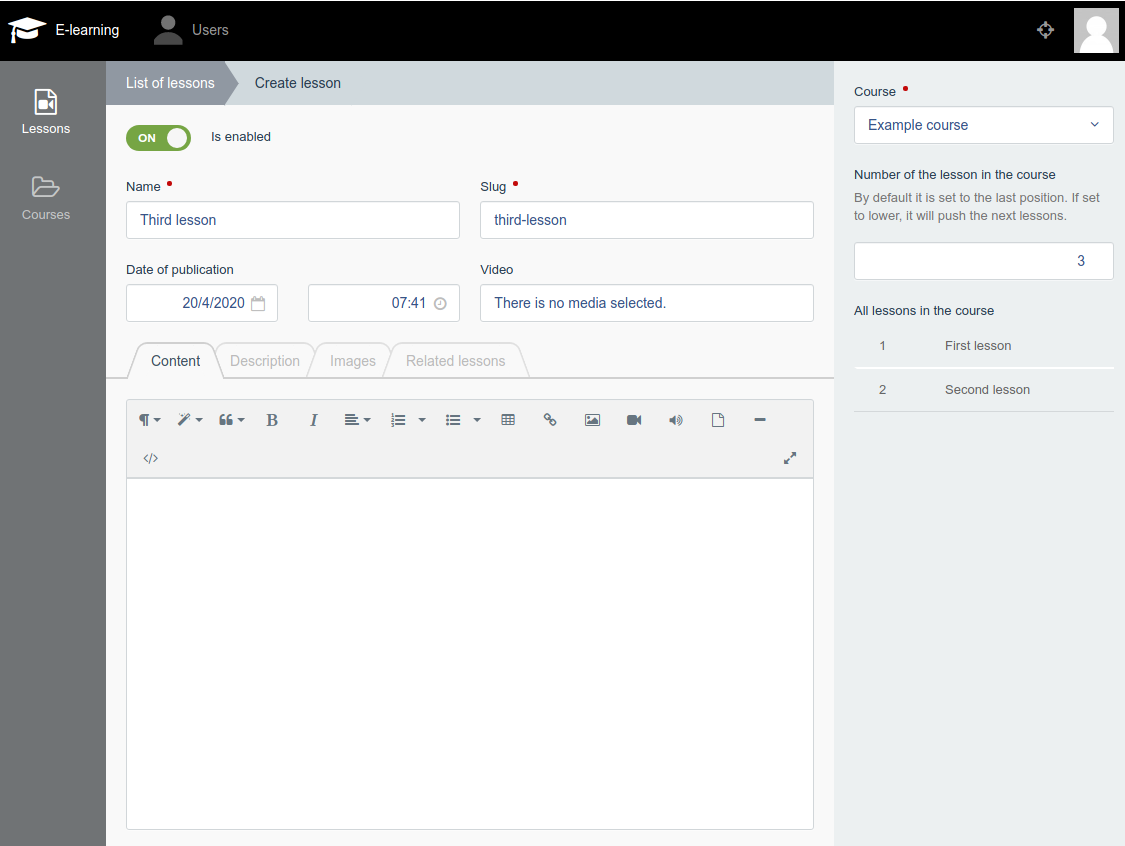 E-learning
Users
Lessons
Courses
List of lessons
Create lesson
ON
Is enabled
Name
Slug
Third lesson
third-lesson
Date of publication
Video
20/4/2020
07:41
There is no media selected.
Content
Description
Images
Related lessons
B
I
Course
Example course
Number of the lesson in the course
By default it is set to the last position. If set
to lower, it will push the next lessons.
3
All lessons in the course
1 First lesson
2 Second lesson